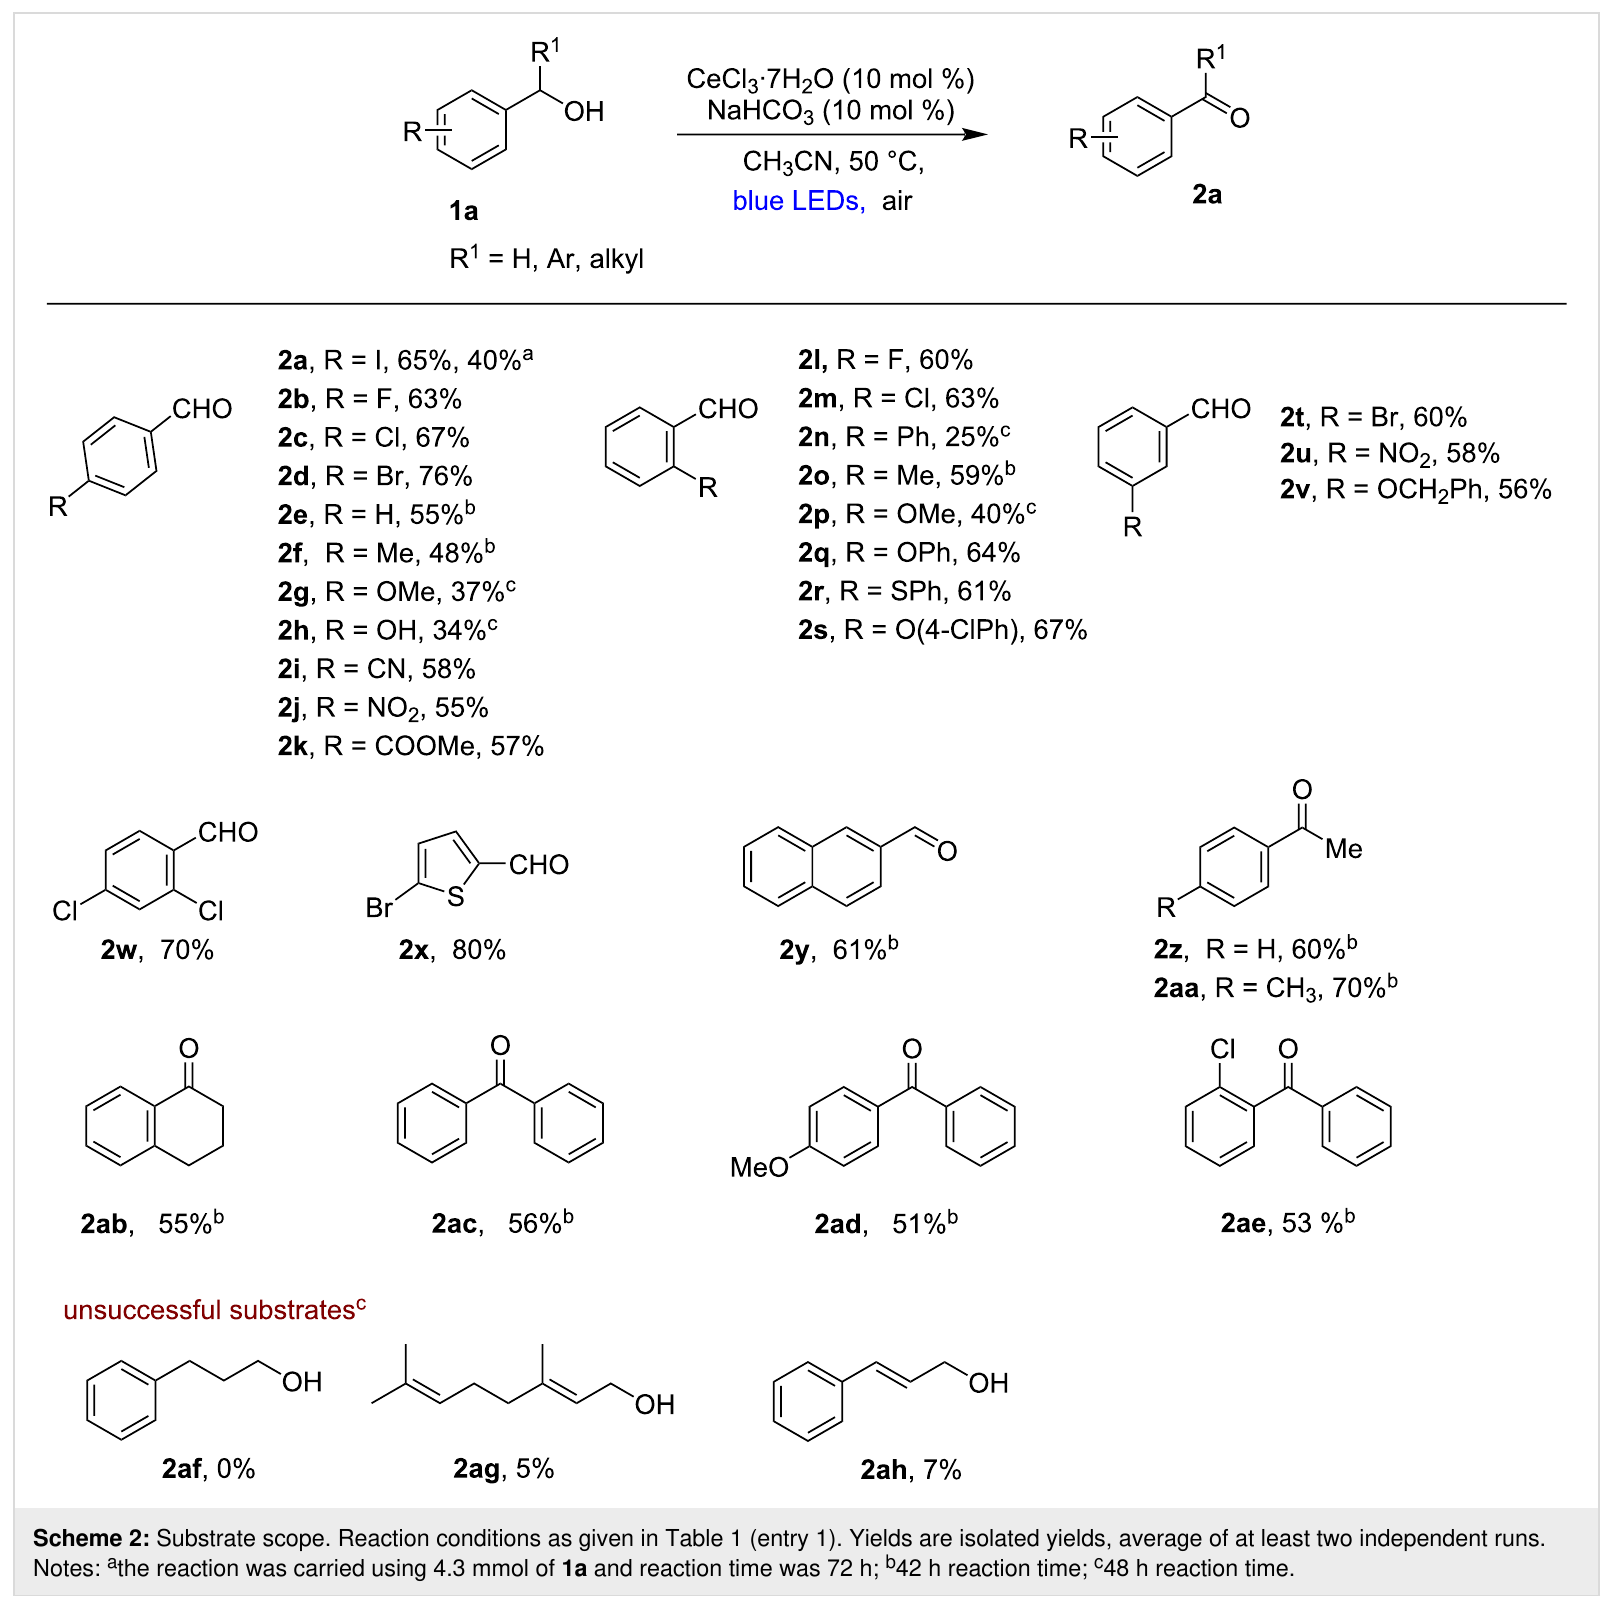 R¹
OH
R
1a
R¹ = H, Ar, alkyl
CeCl₃·7H₂O (10 mol %)
NaHCO₃ (10 mol %)
CH₃CN, 50 °C,
blue LEDs, air
R¹
O
R
2a
CHO
R
2a, R = I, 65%, 40%ᵃ
2b, R = F, 63%
2c, R = Cl, 67%
2d, R = Br, 76%
2e, R = H, 55%ᵇ
2f, R = Me, 48%ᵇ
2g, R = OMe, 37%ᶜ
2h, R = OH, 34%ᶜ
2i, R = CN, 58%
2j, R = NO₂, 55%
2k, R = COOMe, 57%
CHO
R
2l, R = F, 60%
2m, R = Cl, 63%
2n, R = Ph, 25%ᶜ
2o, R = Me, 59%ᵇ
2p, R = OMe, 40%ᶜ
2q, R = OPh, 64%
2r, R = SPh, 61%
2s, R = O(4-ClPh), 67%
CHO
R
2t, R = Br, 60%
2u, R = NO₂, 58%
2v, R = OCH₂Ph, 56%
CHO
Cl
Cl
2w, 70%
CHO
S
Br
2x, 80%
O
2y, 61%ᵇ
O
Me
R
2z, R = H, 60%ᵇ
2aa, R = CH₃, 70%ᵇ
O
2ab, 55%ᵇ
O
2ac, 56%ᵇ
O
MeO
2ad, 51%ᵇ
Cl
O
2ae, 53 %ᵇ
unsuccessful substratesᶜ
OH
2af, 0%
OH
2ag, 5%
OH
2ah, 7%
Scheme 2: Substrate scope. Reaction conditions as given in Table 1 (entry 1). Yields are isolated yields, average of at least two independent runs.
Notes: ᵃthe reaction was carried using 4.3 mmol of 1a and reaction time was 72 h; ᵇ42 h reaction time; ᶜ48 h reaction time.